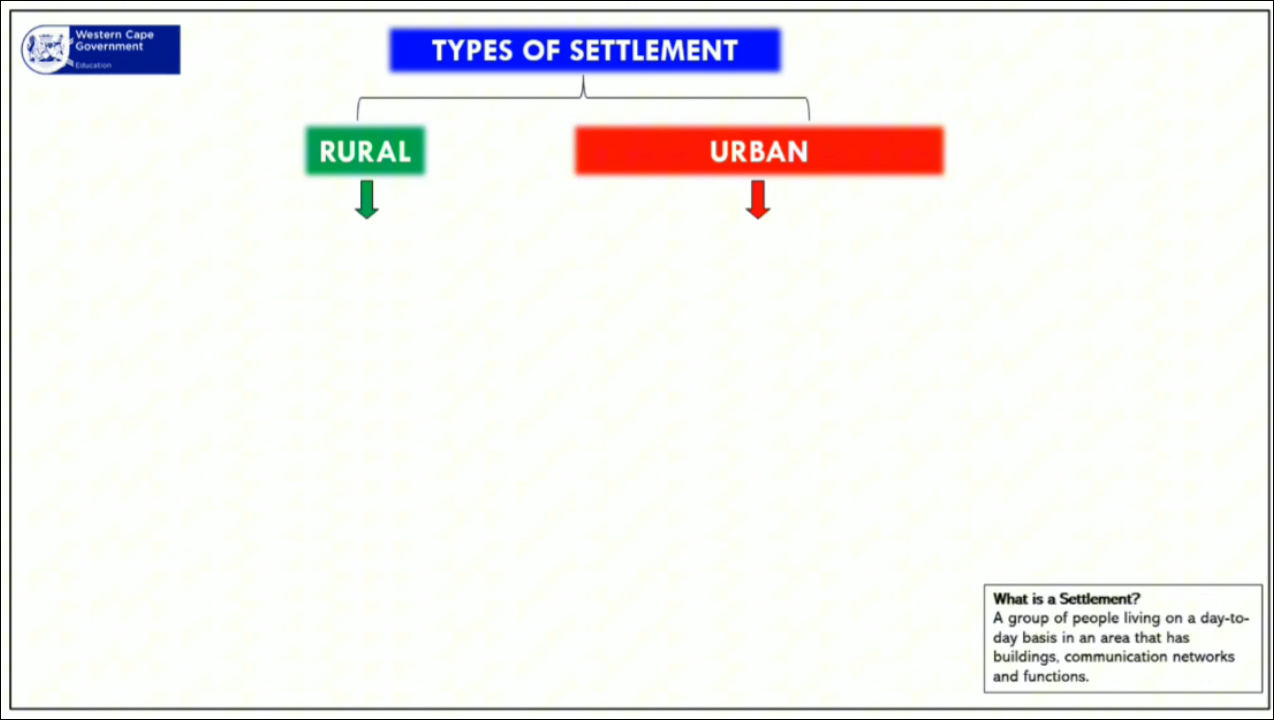 Western Cape
Government
Education
TYPES OF SETTLEMENT
RURAL
URBAN
What is a Settlement?
A group of people living on a day-to-
day basis in an area that has
buildings, communication networks
and functions.